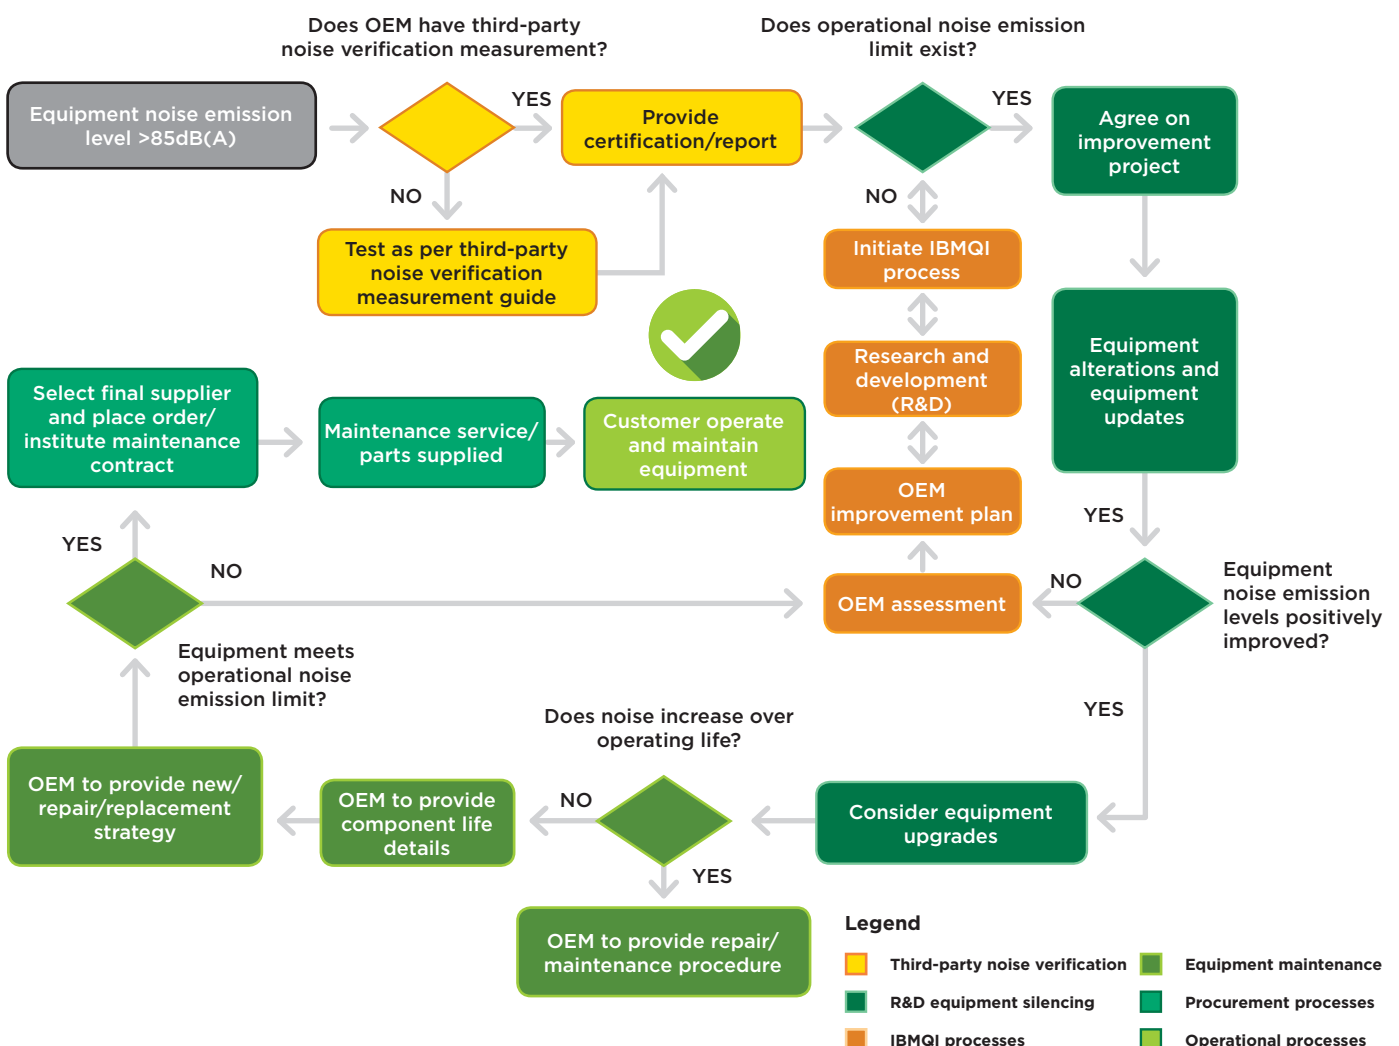 Does OEM have third-party
noise verification measurement?
Does operational noise emission
limit exist?
Equipment noise emission
level >85dB(A)
YES
Provide
certification/report
YES
Agree on
improvement
project
NO
NO
Test as per third-party
noise verification
measurement guide
Initiate IBMQI
process
Equipment
alterations and
equipment
updates
Research and
development
(R&D)
Select final supplier
and place order/
institute maintenance
contract
Maintenance service/
parts supplied
Customer operate
and maintain
equipment
OEM
improvement plan
YES
YES
NO
OEM assessment
NO
Equipment
noise emission
levels positively
improved?
Equipment meets
operational noise
emission limit?
YES
Does noise increase over
operating life?
OEM to provide new/
repair/replacement
strategy
OEM to provide
component life
details
NO
Consider equipment
upgrades
YES
OEM to provide repair/
maintenance procedure
Legend
Third-party noise verification
Equipment maintenance
R&D equipment silencing
Procurement processes
IBMQI processes
Operational processes